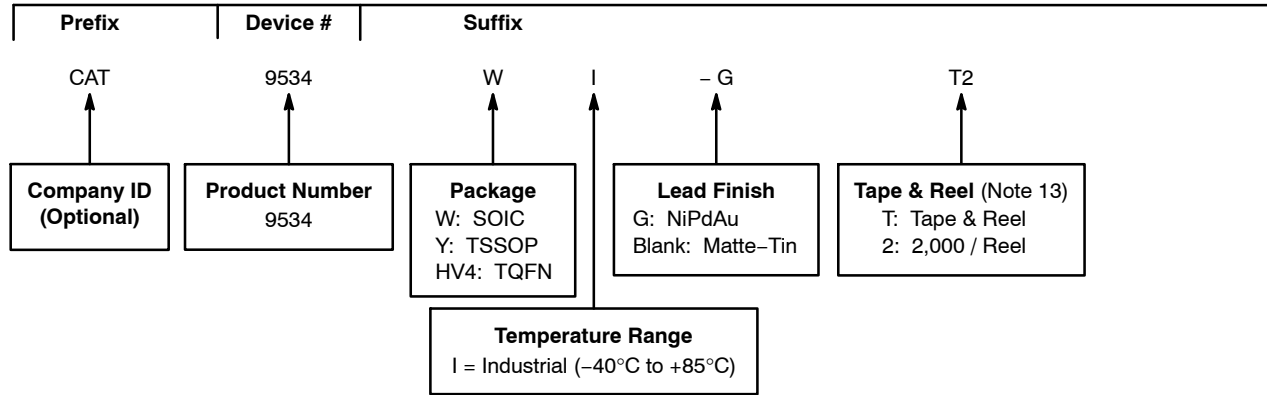 Prefix Device # Suffix
CAT 9534 W I – G T2
Company ID
(Optional)
Product Number
9534
Package
W: SOIC
Y: TSSOP
HV4: TQFN
Lead Finish
G: NiPdAu
Blank: Matte–Tin
Tape & Reel (Note 13)
T: Tape & Reel
2: 2,000 / Reel
Temperature Range
I = Industrial (–40°C to +85°C)